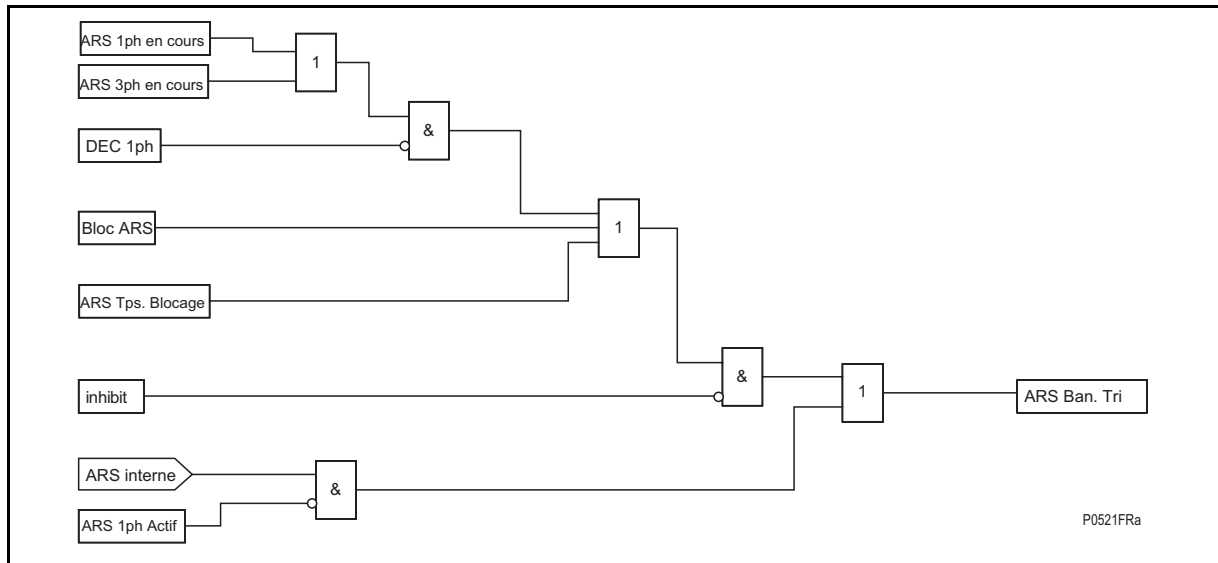 ARS 1ph en cours
1
ARS 3ph en cours
&
DEC 1ph
Bloc ARS
1
ARS Tps. Blocage
&
1
inhibit
ARS Ban. Tri
ARS interne
&
ARS 1ph Actif
P0521FRa